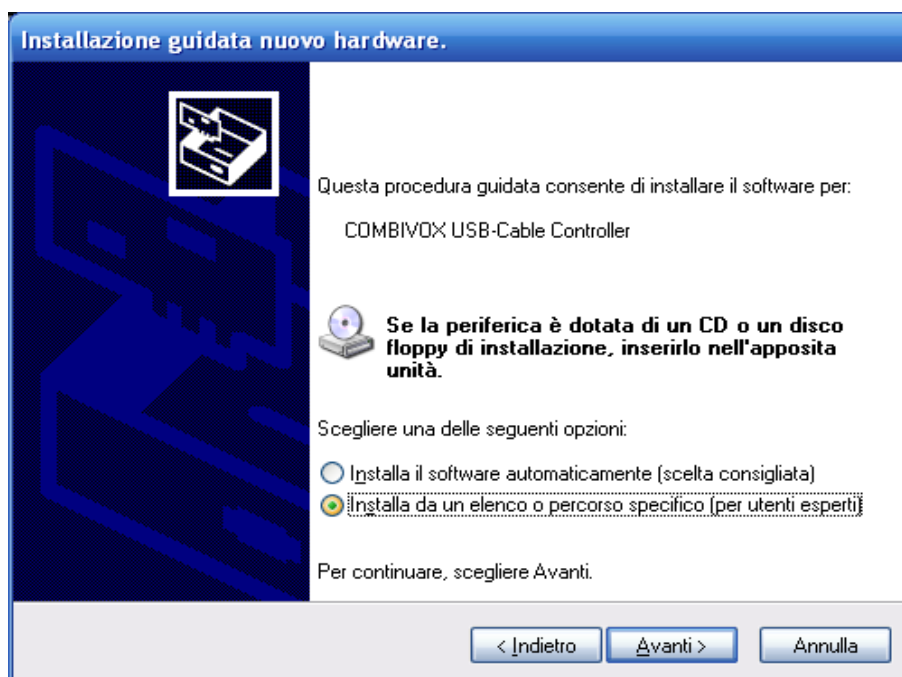 Installazione guidata nuovo hardware.
Questa procedura guidata consente di installare il software per:
COMBIVOX USB-Cable Controller
Se la periferica è dotata di un CD o un disco
floppy di installazione, inserirlo nell'apposita
unità.
Scegliere una delle seguenti opzioni:
Installa il software automaticamente (scelta consigliata)
Installa da un elenco o percorso specifico (per utenti esperti)
Per continuare, scegliere Avanti.
< Indietro
Avanti >
Annulla